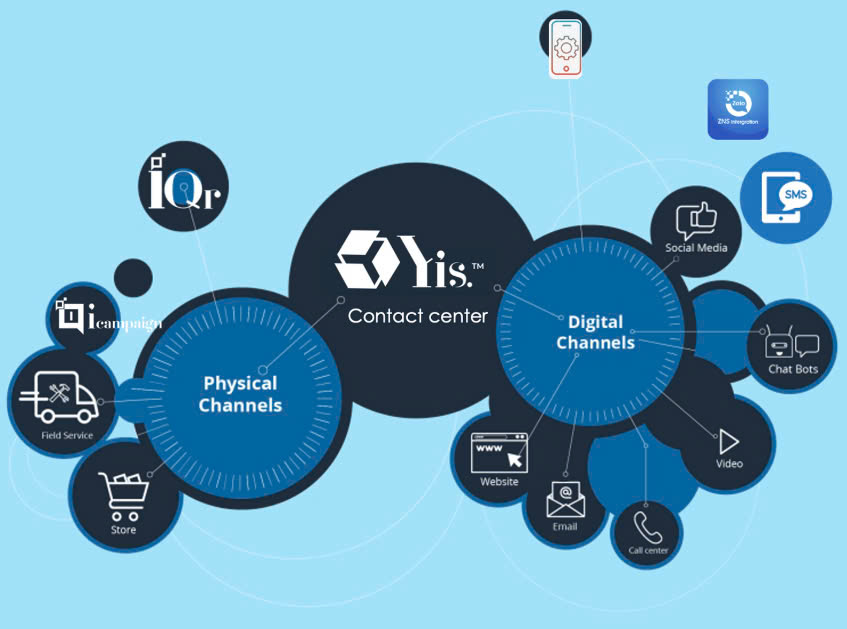 Zalo
ZNS Intergration
iQr
SMS
Social Media
Yis.™
Contact center
icampaign
Digital
Channels
Chat Bots
Physical
Channels
Field Service
www
Website
Video
@
Email
Store
Call center